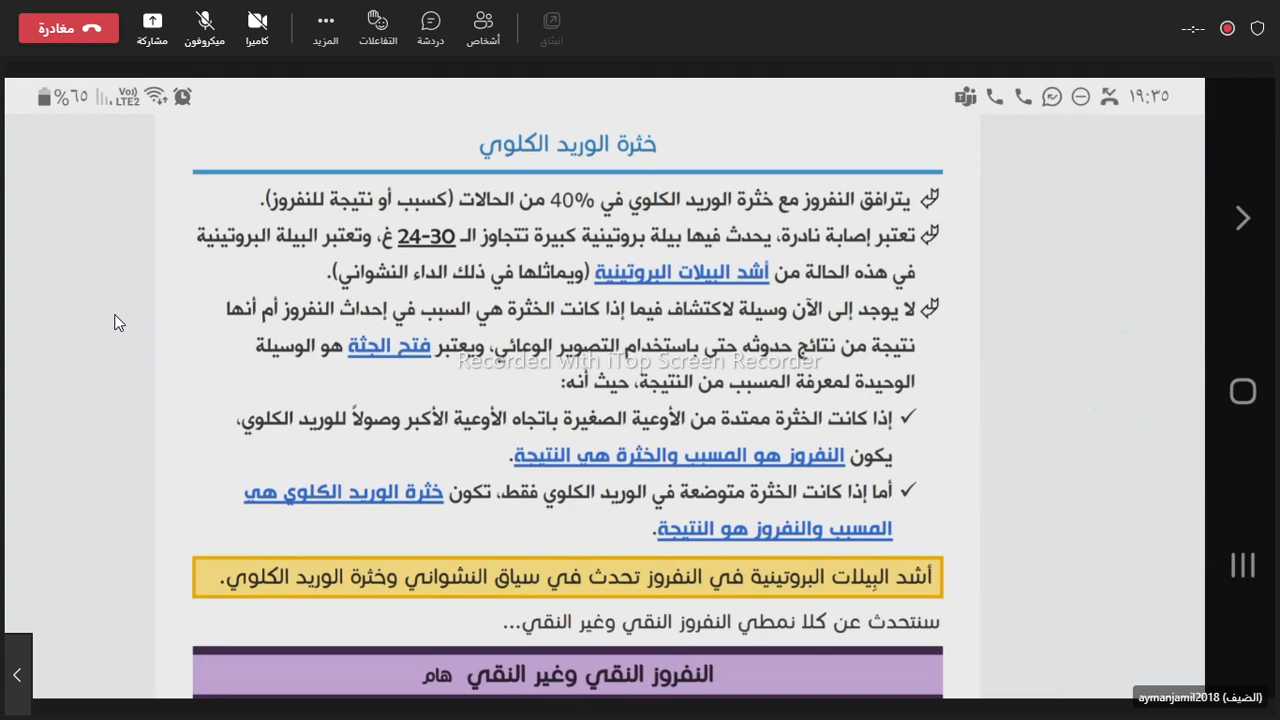 مغادرة
مشاركة
ميكروفون
كاميرا
المزيد
التفاعلات
دردشة
أشخاص
انبثاق
--:--
%٦٥
Vo))
LTE2
١٩:٣٥
خثرة الوريد الكلوي
يترافق النفروز مع خثرة الوريد الكلوي في 40% من الحالات (كسبب أو نتيجة للنفروز).
تعتبر إصابة نادرة، يحدث فيها بيلة بروتينية كبيرة تتجاوز الـ 24-30 غ، وتعتبر البيلة البروتينية
في هذه الحالة من أشد البيلات البروتينية (ويماثلها في ذلك الداء النشواني).
لا يوجد إلى الآن وسيلة لاكتشاف فيما إذا كانت الخثرة هي السبب في إحداث النفروز أم أنها
نتيجة من نتائج حدوثه حتى باستخدام التصوير الوعائي، ويعتبر فتح الجثة هو الوسيلة
Recorded with iTop Screen Recorder
الوحيدة لمعرفة المسبب من النتيجة، حيث أنه:
✓ إذا كانت الخثرة ممتدة من الأوعية الصغيرة باتجاه الأوعية الأكبر وصولاً للوريد الكلوي،
يكون النفروز هو المسبب والخثرة هي النتيجة.
✓ أما إذا كانت الخثرة متوضعة في الوريد الكلوي فقط، تكون خثرة الوريد الكلوي هي
المسبب والنفروز هو النتيجة.
أشد البِيلات البروتينية في النفروز تحدث في سياق النشواني وخثرة الوريد الكلوي.
سنتحدث عن كلا نمطي النفروز النقي وغير النقي...
النفروز النقي وغير النقي هام
aymanjamil2018 (الضيف)